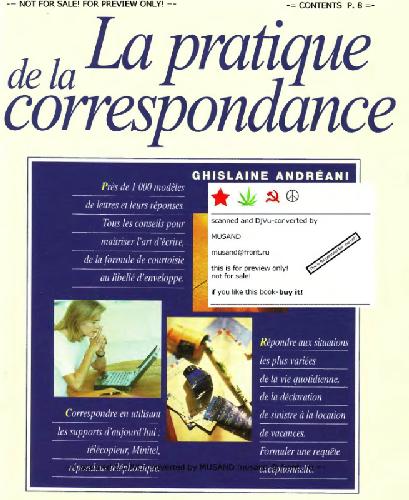 -= NOT FOR SALE! FOR PREVIEW ONLY! =-
-= CONTENTS P. 8 =-
La pratique
de la
correspondance
GHISLAINE ANDRÉANI
Près de 1 000 modèles
de lettres et leurs réponses.
Tous les conseils pour
maîtriser l'art d'écrire,
de la formule de courtoisie
au libellé d'enveloppe.
scanned and DjVu-converted by
MUSAND
musand@front.ru
this is for preview only!
not for sale!
if you like this book-buy it!
Répondre aux situations
les plus variées
de la vie quotidienne,
de la déclaration
de sinistre à la location
de vacances.
Formuler une requête
exceptionnelle.
Correspondre en utilisant
les supports d'aujourd'hui :
télécopieur, Minitel,
répondeur téléphonique
converted by MUSAND